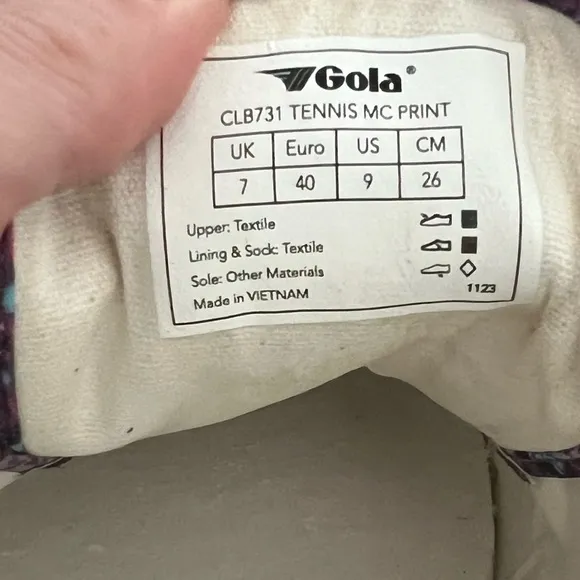 Gola®
CLB731 TENNIS MC PRINT
UK Euro US CM
7 40 9 26
Upper: Textile
Lining & Sock: Textile
Sole: Other Materials
Made in VIETNAM
1123